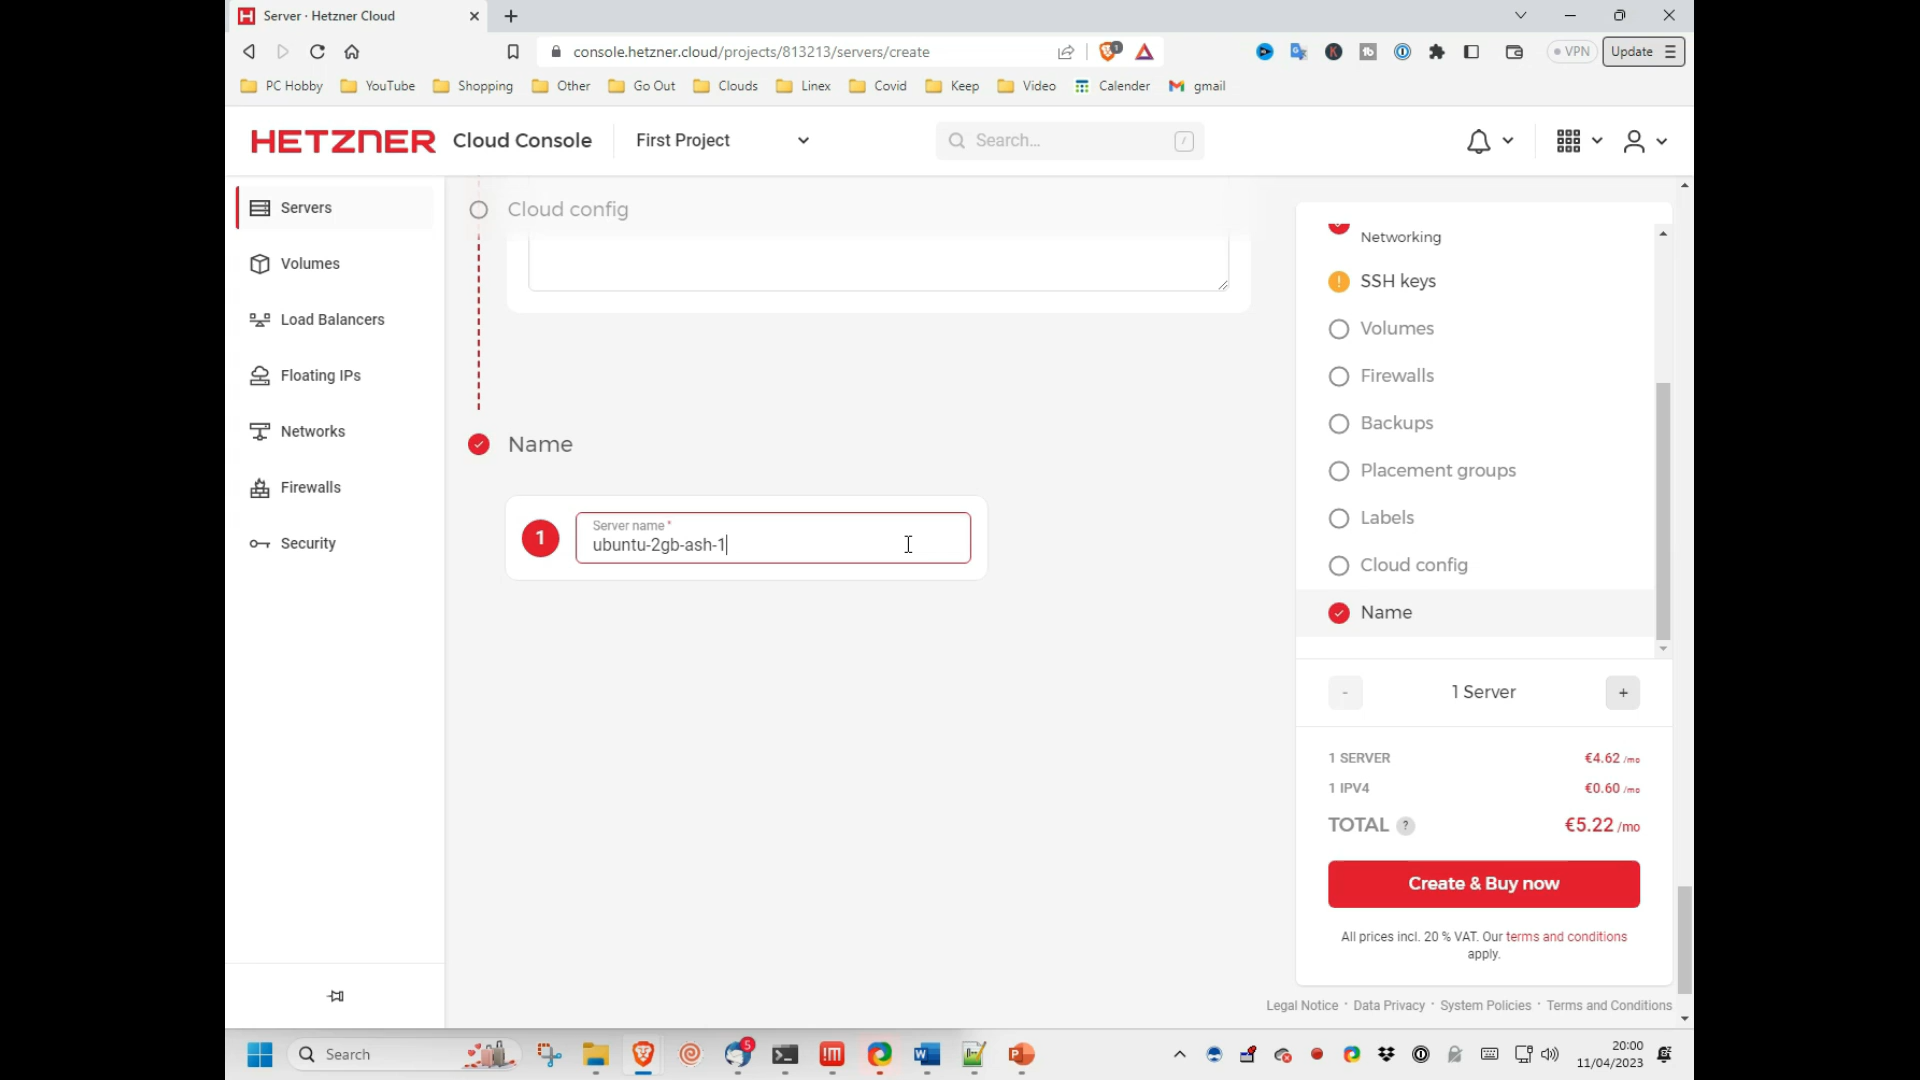 Server · Hetzner Cloud
console.hetzner.cloud/projects/813213/servers/create
1
VPN
Update
PC Hobby
YouTube
Shopping
Other
Go Out
Clouds
Linex
Covid
Keep
Video
Calender
gmail
HETZNER
Cloud Console
First Project
Search...
/
Servers
Volumes
Load Balancers
Floating IPs
Networks
Firewalls
Security
Cloud config
Name
1
Server name *
ubuntu-2gb-ash-1
Networking
SSH keys
Volumes
Firewalls
Backups
Placement groups
Labels
Cloud config
Name
-
1 Server
+
1 SERVER €4.62 /mo
1 IPV4 €0.60 /mo
TOTAL ? €5.22 /mo
Create & Buy now
All prices incl. 20 % VAT. Our terms and conditions
apply.
Legal Notice · Data Privacy · System Policies · Terms and Conditions
Search
5
20:00
11/04/2023